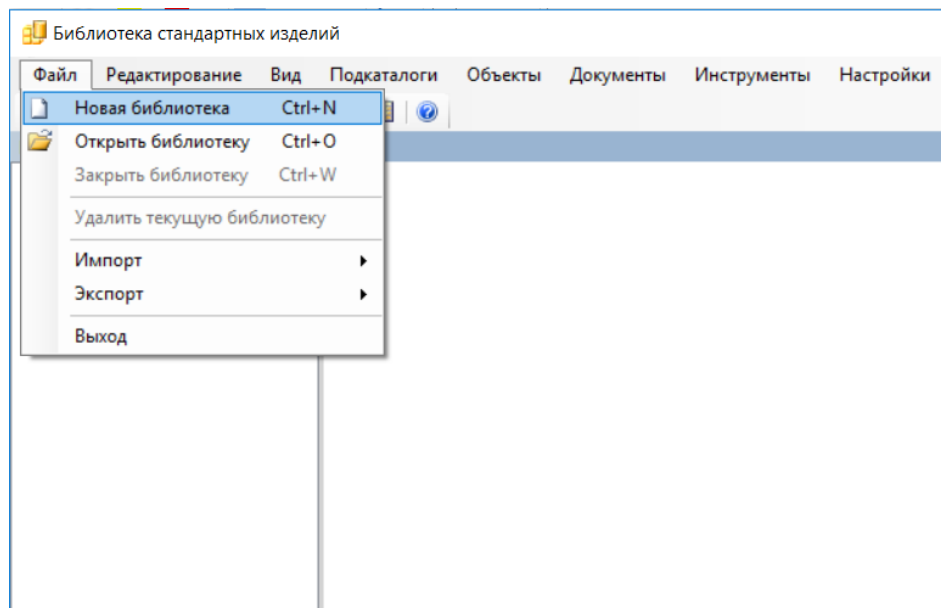 Библиотека стандартных изделий
Файл Редактирование Вид Подкаталоги Объекты Документы Инструменты Настройки
Новая библиотека Ctrl+N
Открыть библиотеку Ctrl+O
Закрыть библиотеку Ctrl+W
Удалить текущую библиотеку
Импорт
Экспорт
Выход